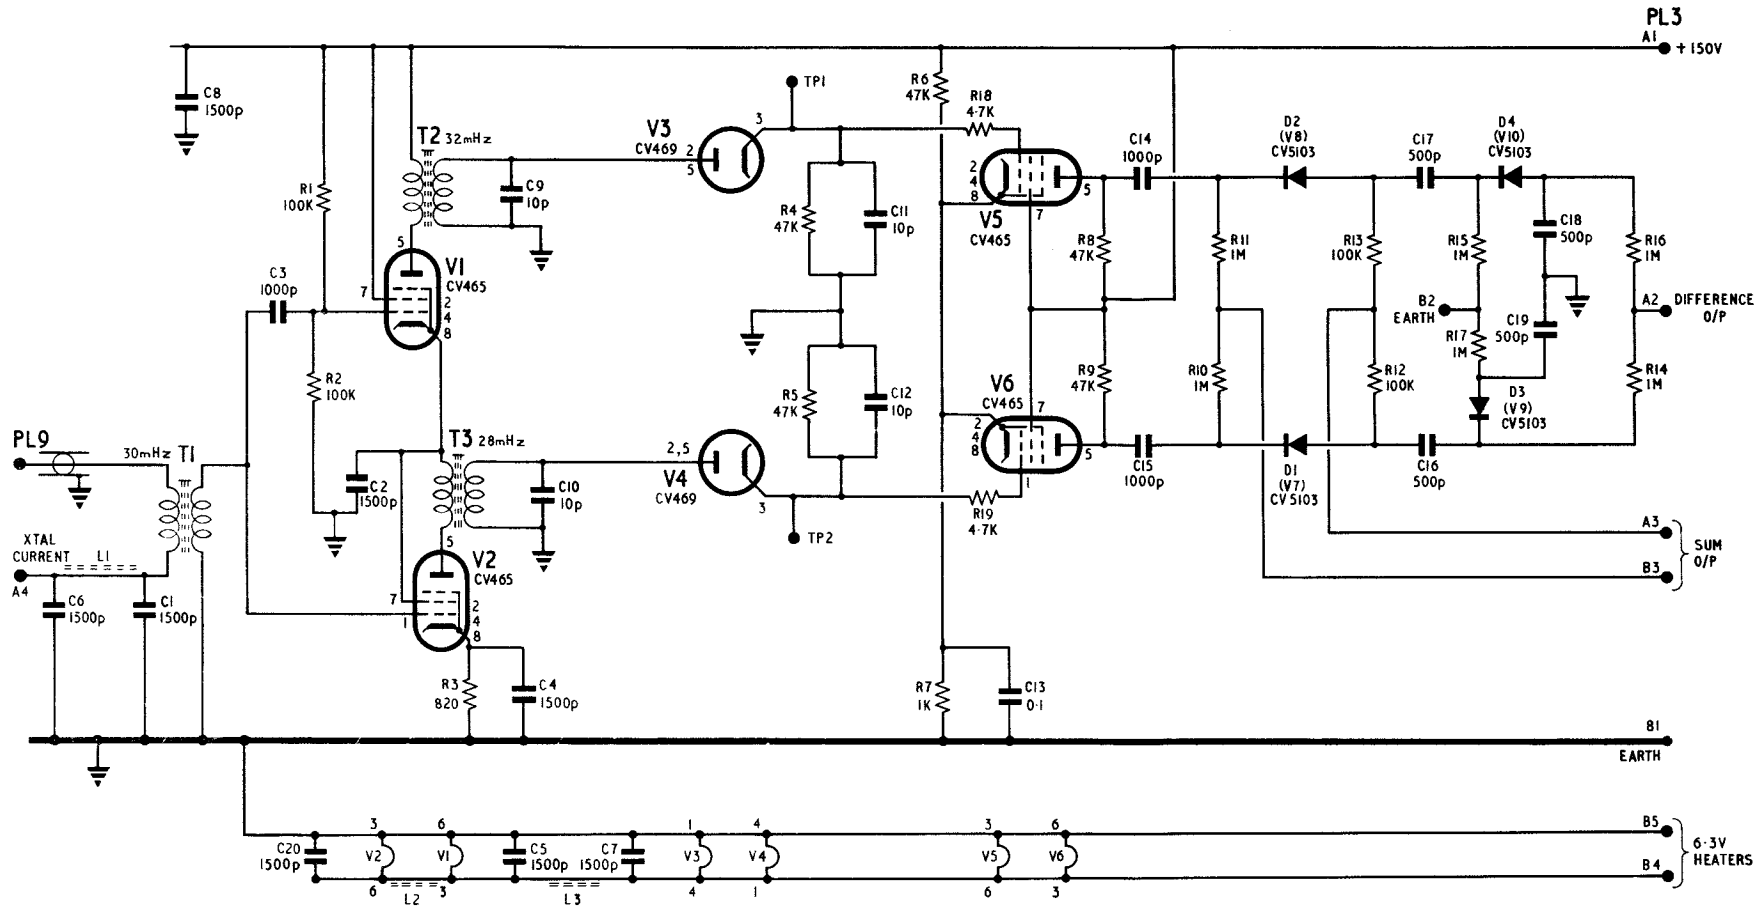 PL3
A1
+150V
C8
1500p
R1
100K
T2 32mHz
C9
10p
V3
CV469
2
5
3
TP1
R6
47K
R18
4·7K
C14
1000p
D2
(V8)
CV5103
C17
500p
D4
(V10)
CV5103
2
4
8
V5
CV465
7
5
R4
47K
C11
10p
R8
47K
R11
1M
R13
100K
R15
1M
C18
500p
R16
1M
C3
1000p
5
V1
CV465
7
2
4
8
B2
EARTH
C19
500p
R17
1M
A2
DIFFERENCE
O/P
R2
100K
R5
47K
C12
10p
V6
CV465
7
2
4
8
1
5
R9
47K
R10
1M
R12
100K
D3
(V9)
CV5103
R14
1M
PL9
30mHz
T1
T3 28mHz
C2
1500p
C10
10p
2,5
V4
CV469
3
TP2
R19
4·7K
C15
1000p
D1
(V7)
CV5103
C16
500p
XTAL
CURRENT
L1
A4
C6
1500p
C1
1500p
5
V2
CV465
7
1
2
4
8
A3
B3
SUM
O/P
R3
820
C4
1500p
R7
1K
C13
0·1
B1
EARTH
3
6
1
4
3
6
B5
C20
1500p
V2
V1
C5
1500p
C7
1500p
V3
V4
V5
V6
6·3V
HEATERS
B4
6
L2
3
L3
4
1
6
3